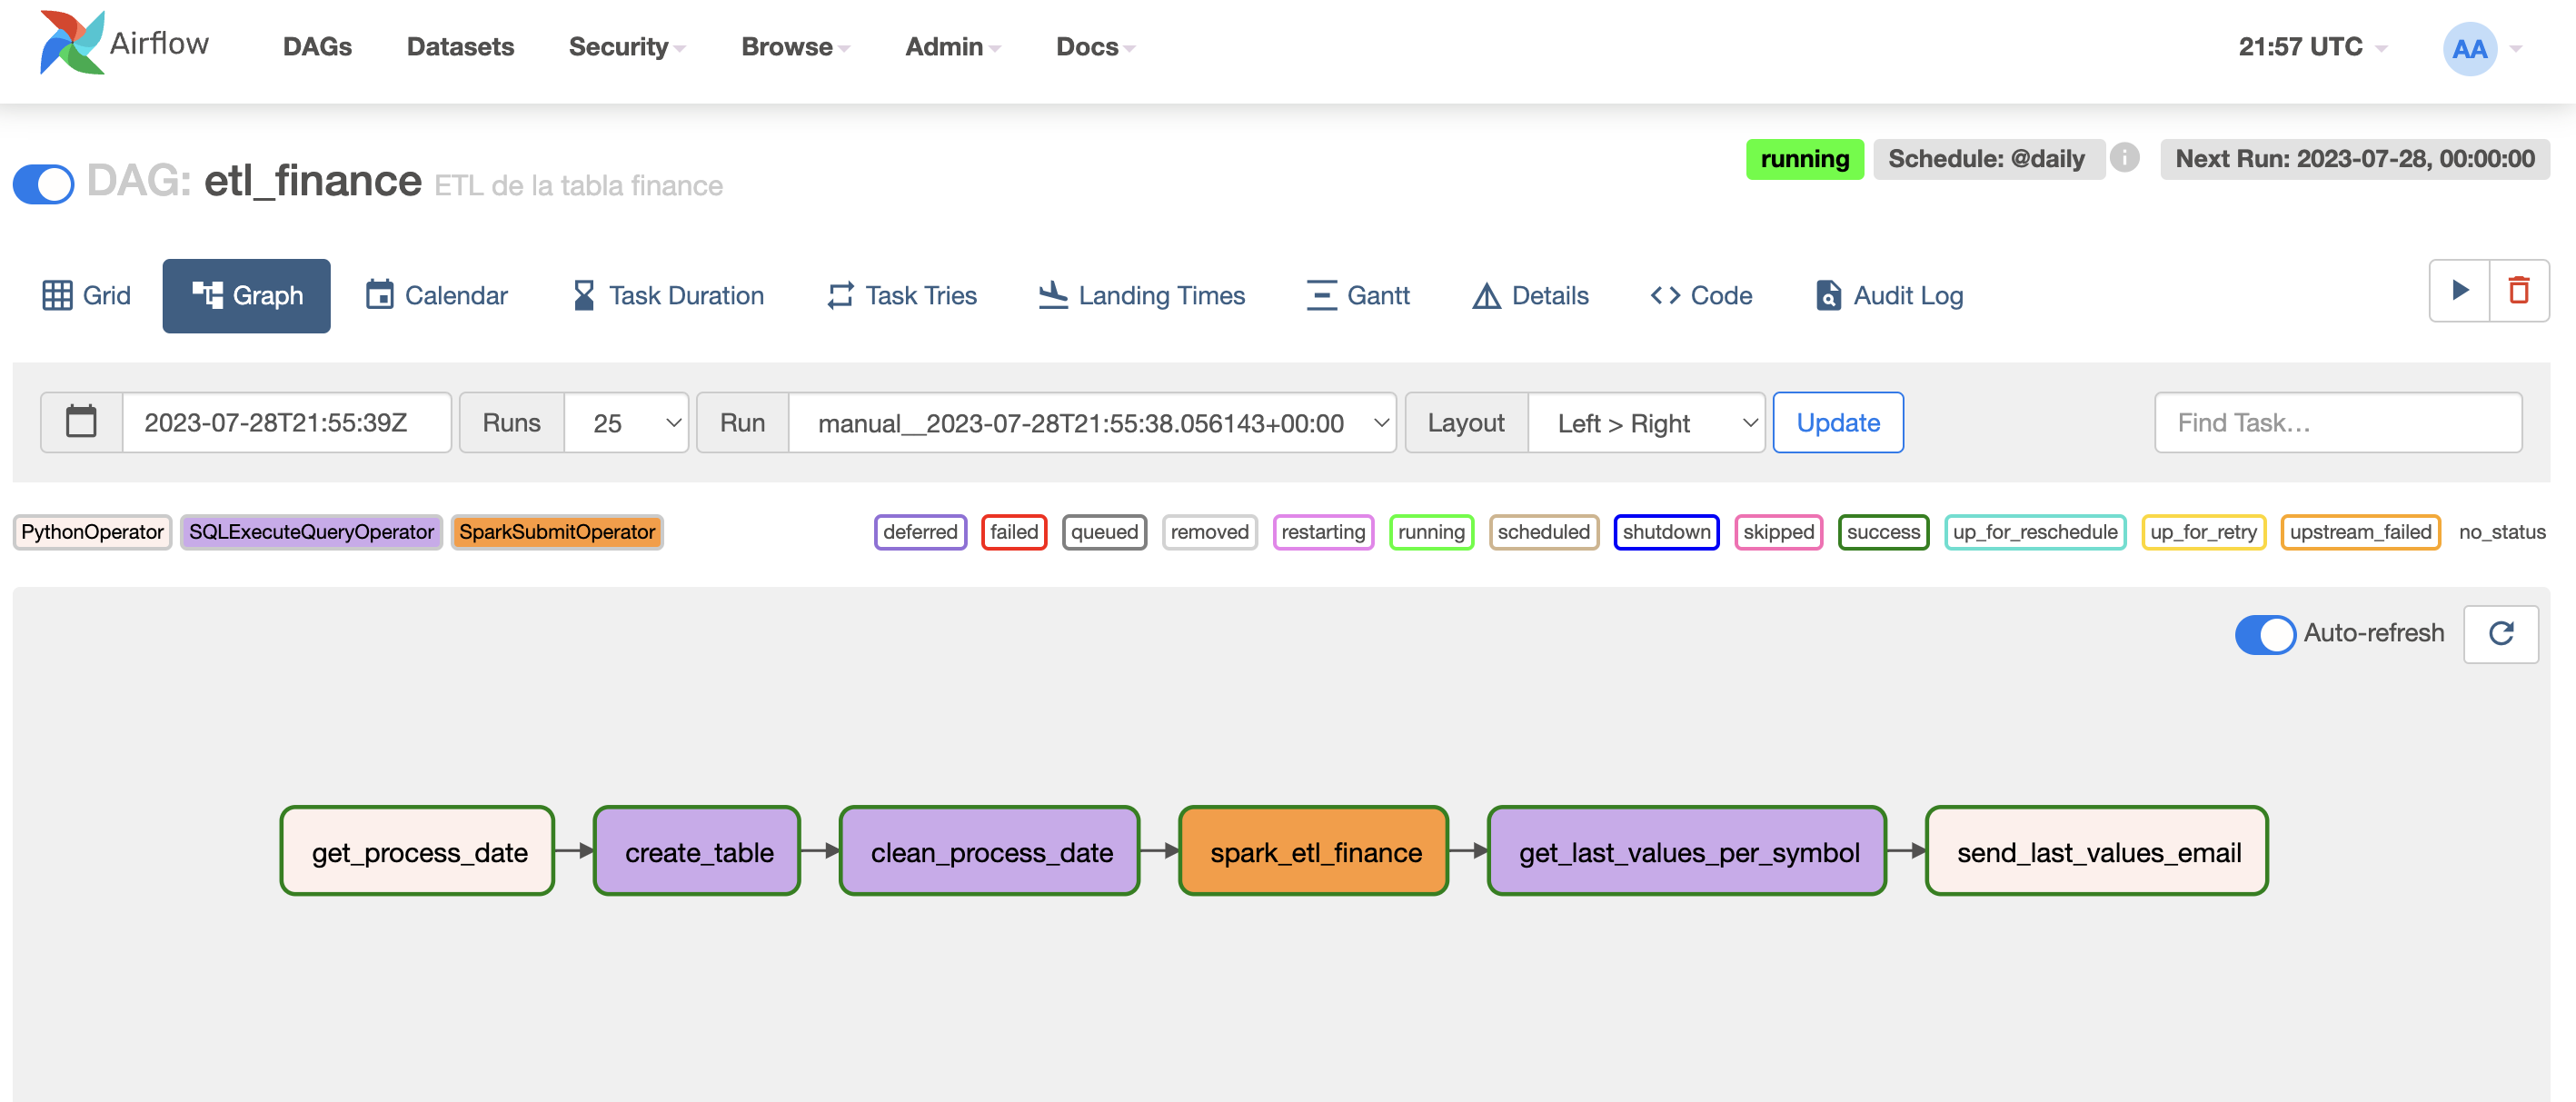 Airflow DAGs Datasets Security Browse Admin Docs 21:57 UTC AA
running Schedule: @daily i Next Run: 2023-07-28, 00:00:00
DAG: etl_finance ETL de la tabla finance
Grid Graph Calendar Task Duration Task Tries Landing Times Gantt Details Code Audit Log
2023-07-28T21:55:39Z Runs 25 Run manual__2023-07-28T21:55:38.056143+00:00 Layout Left > Right Update Find Task...
PythonOperator SQLExecuteQueryOperator SparkSubmitOperator deferred failed queued removed restarting running scheduled shutdown skipped success up_for_reschedule up_for_retry upstream_failed no_status
Auto-refresh
get_process_date create_table clean_process_date spark_etl_finance get_last_values_per_symbol send_last_values_email